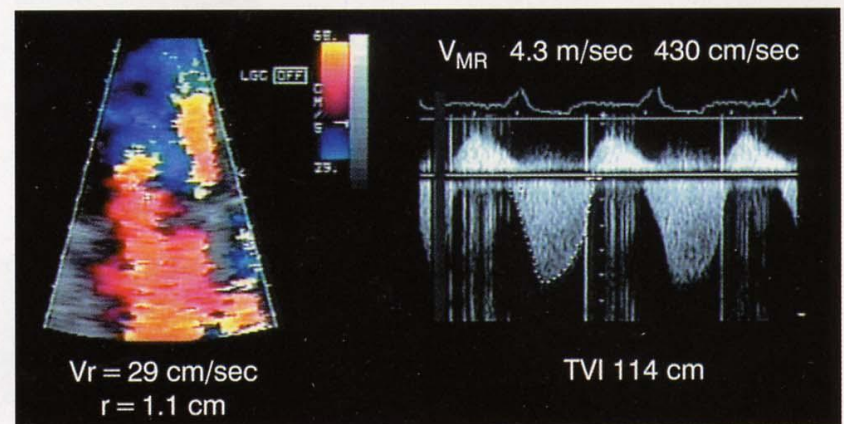 V_MR 4.3 m/sec 430 cm/sec
LGC OFF
CM/S
29.
Vr = 29 cm/sec
r = 1.1 cm
TVI 114 cm